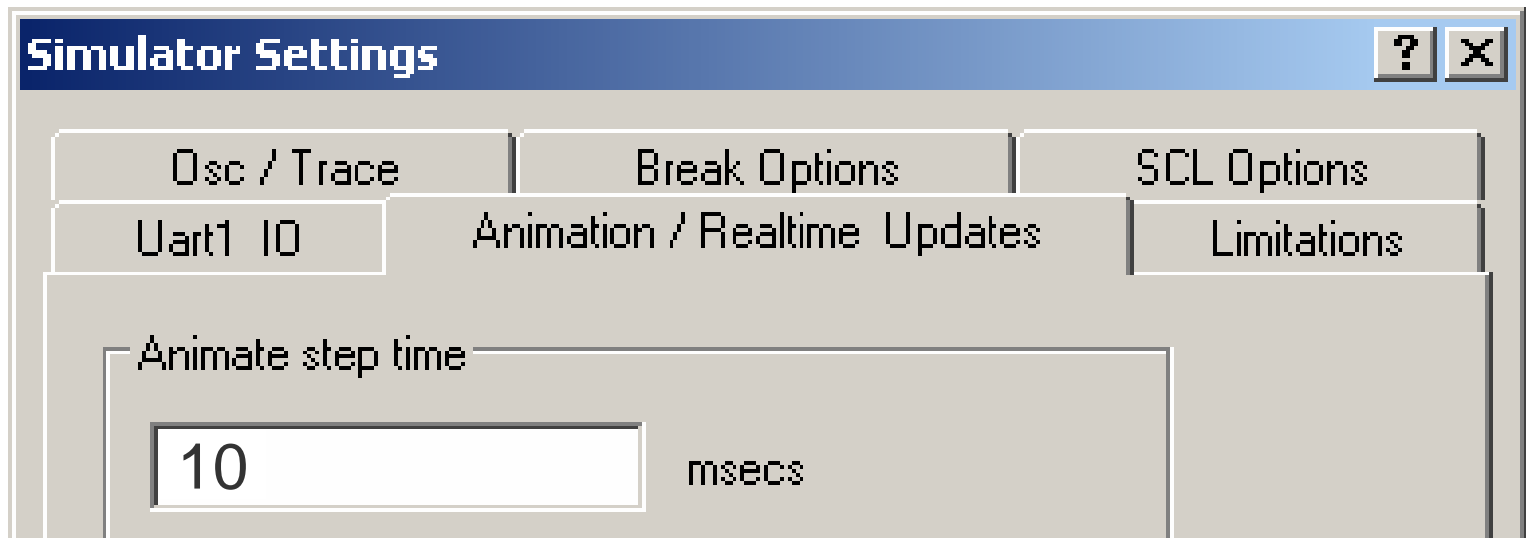 Simulator Settings
Osc / Trace Break Options SCL Options
Uart1 IO Animation / Realtime Updates Limitations
Animate step time
10 msecs